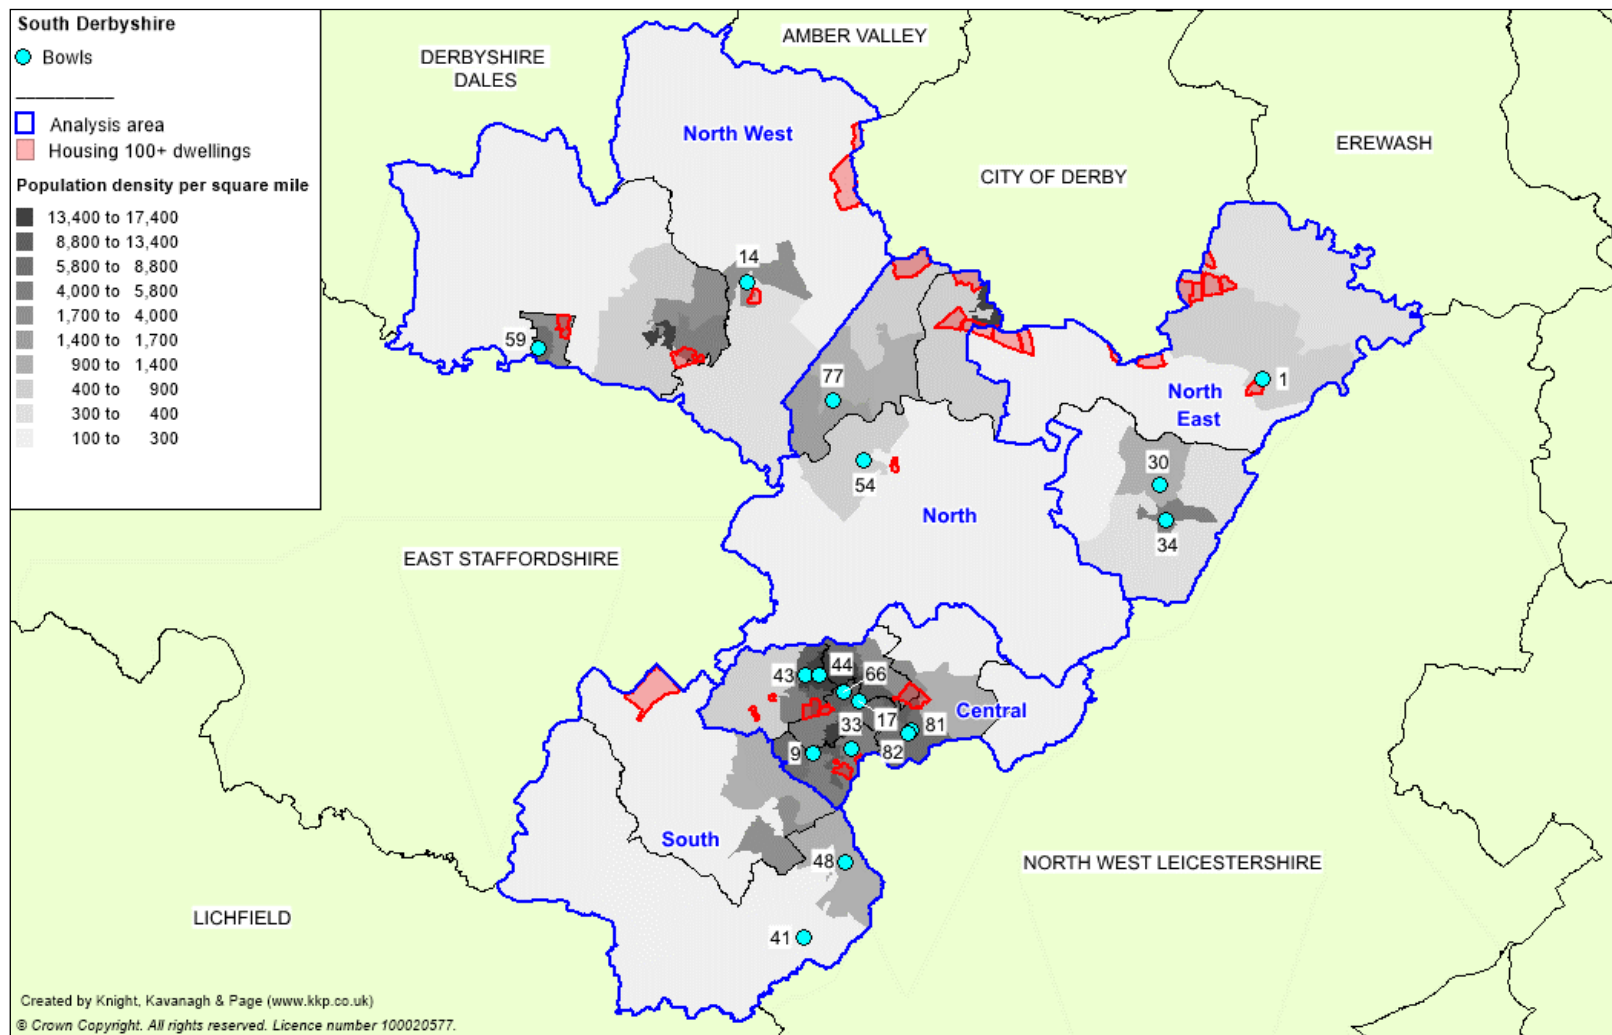 South Derbyshire
Bowls
Analysis area
Housing 100+ dwellings
Population density per square mile
13,400 to 17,400
8,800 to 13,400
5,800 to 8,800
4,000 to 5,800
1,700 to 4,000
1,400 to 1,700
900 to 1,400
400 to 900
300 to 400
100 to 300
AMBER VALLEY
DERBYSHIRE
DALES
North West
EREWASH
CITY OF DERBY
14
59
77
1
North
East
30
54
North
34
EAST STAFFORDSHIRE
43
44
66
Central
17
33
81
9
82
South
48
NORTH WEST LEICESTERSHIRE
LICHFIELD
41
Created by Knight, Kavanagh & Page (www.kkp.co.uk)
© Crown Copyright. All rights reserved. Licence number 100020577.